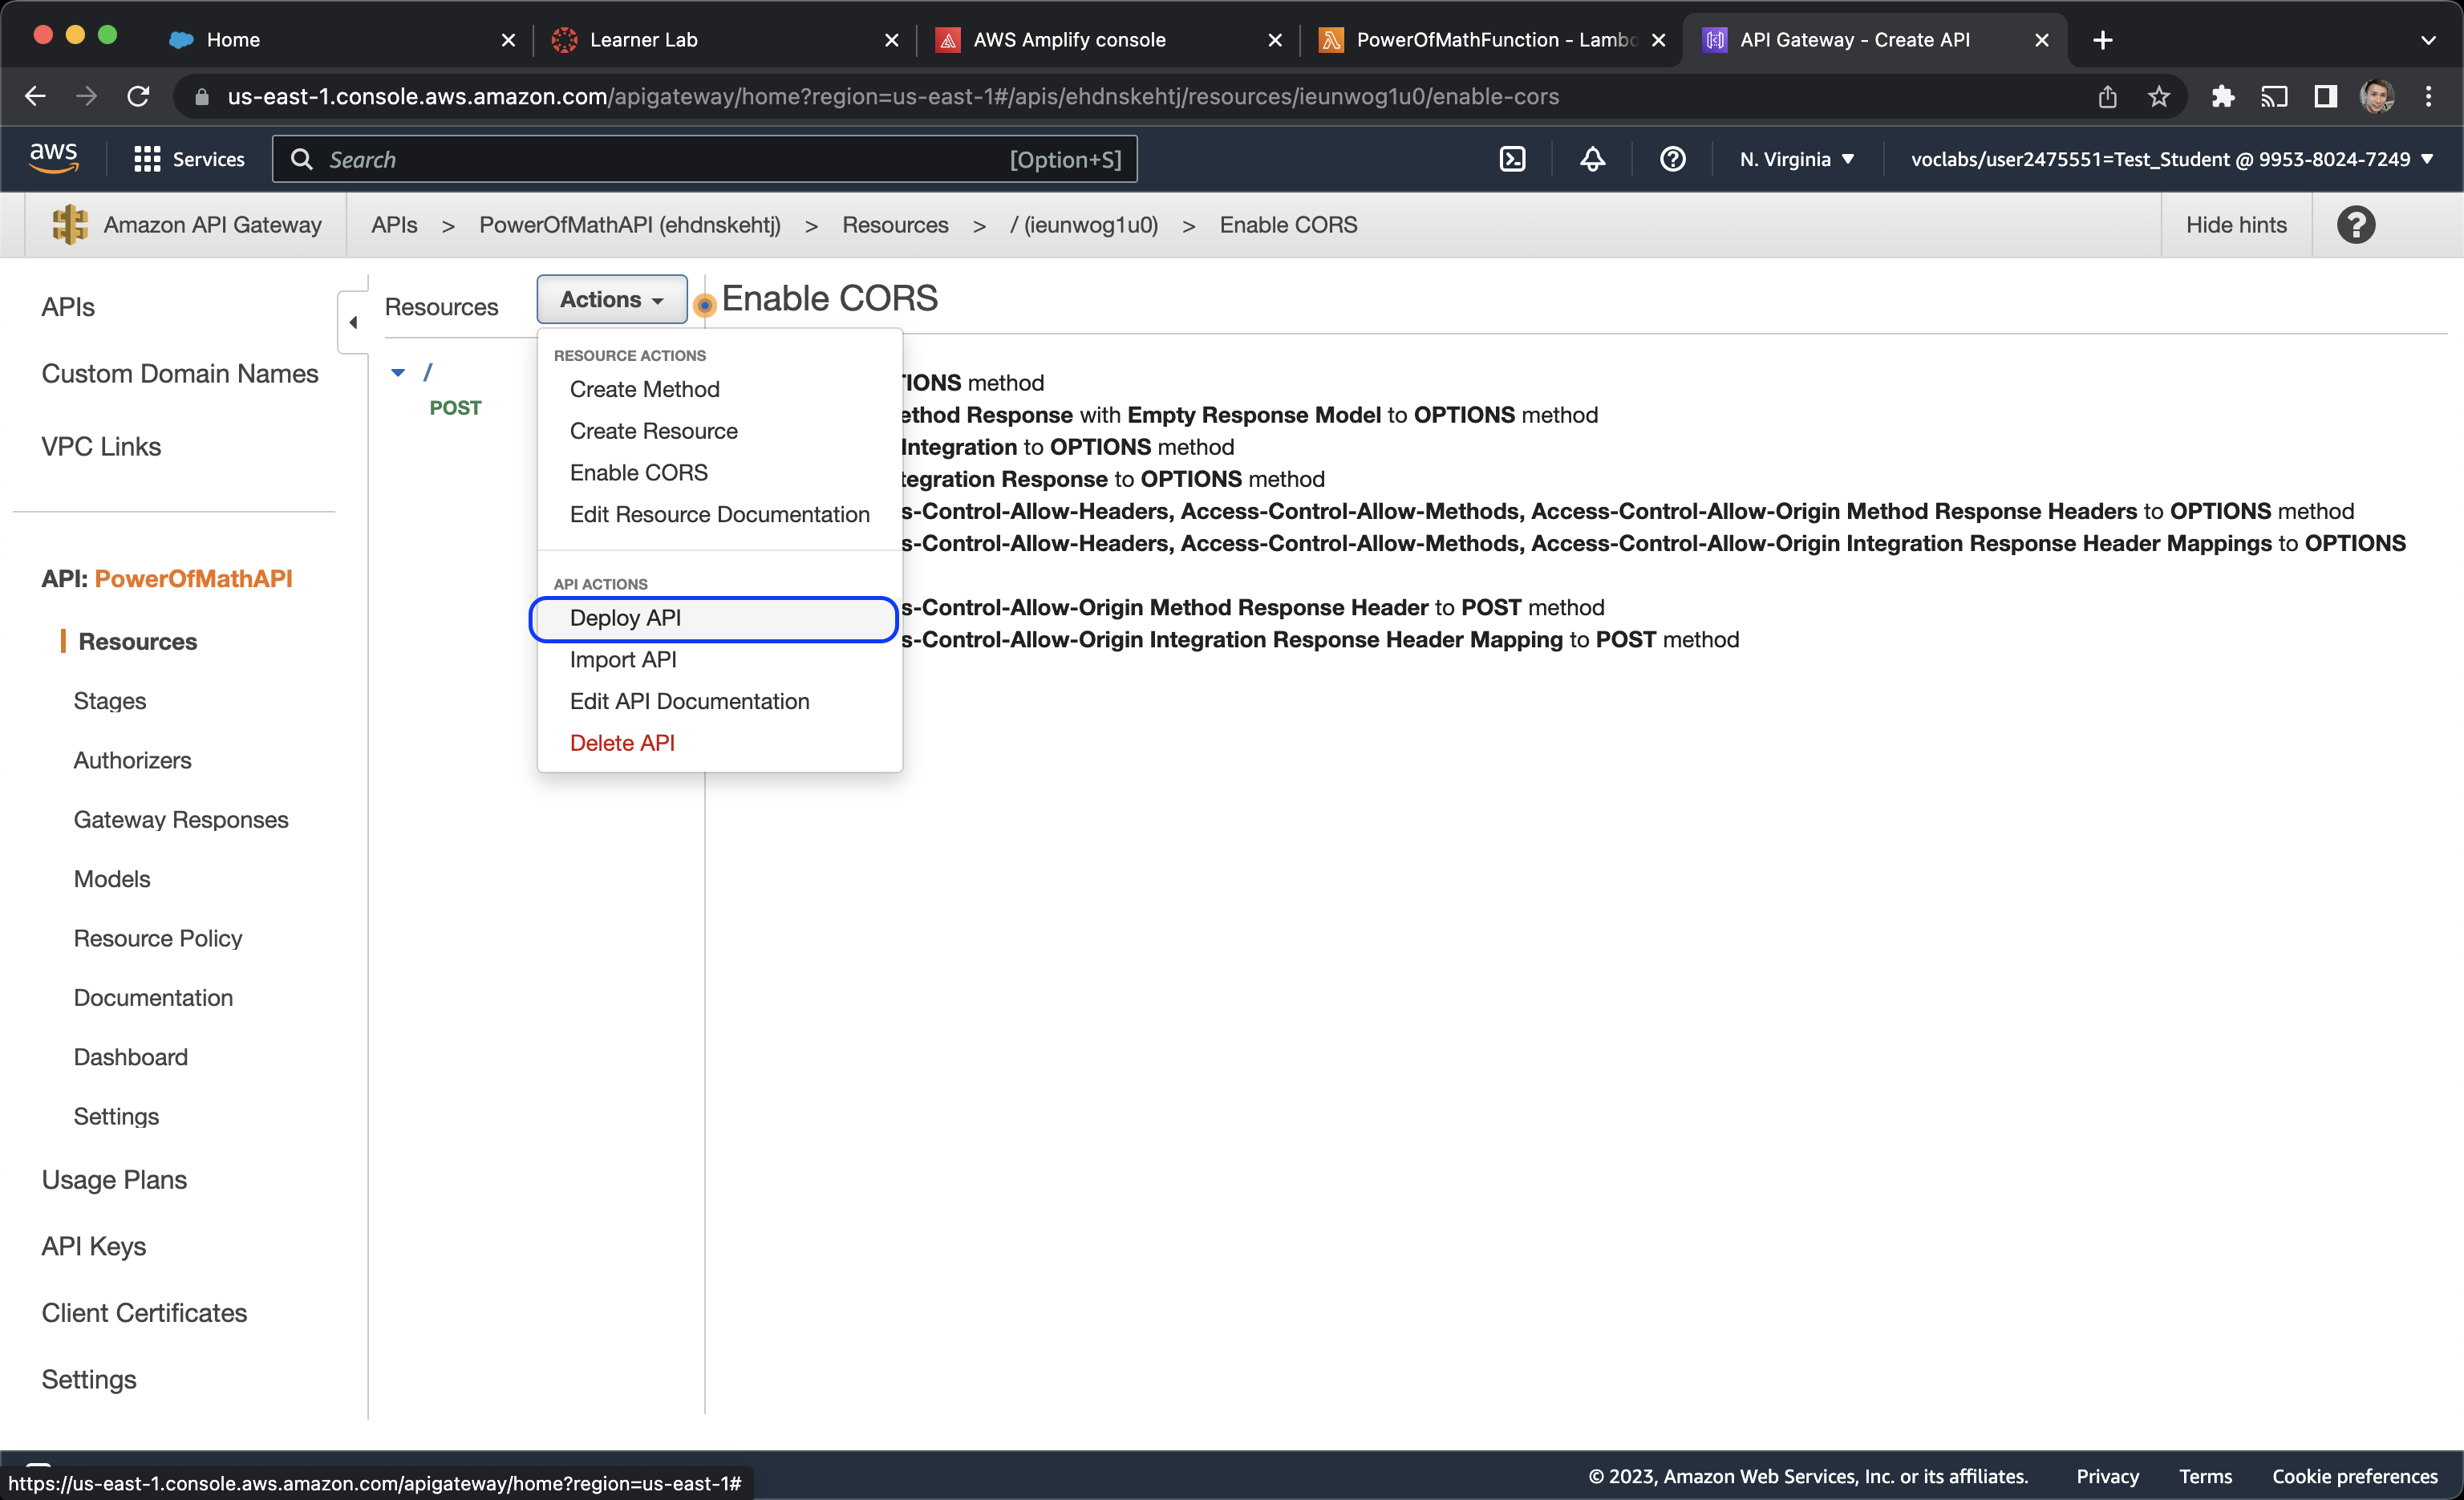 Home
Learner Lab
AWS Amplify console
PowerOfMathFunction - Lambd
API Gateway - Create API
us-east-1.console.aws.amazon.com/apigateway/home?region=us-east-1#/apis/ehdnskehtj/resources/ieunwog1u0/enable-cors
aws
Services
Search
[Option+S]
N. Virginia
voclabs/user2475551=Test_Student @ 9953-8024-7249
Amazon API Gateway
APIs > PowerOfMathAPI (ehdnskehtj) > Resources > / (ieunwog1u0) > Enable CORS
Hide hints
APIs
Custom Domain Names
VPC Links
API: PowerOfMathAPI
Resources
Stages
Authorizers
Gateway Responses
Models
Resource Policy
Documentation
Dashboard
Settings
Usage Plans
API Keys
Client Certificates
Settings
Resources
Actions
/
POST
RESOURCE ACTIONS
Create Method
Create Resource
Enable CORS
Edit Resource Documentation
API ACTIONS
Deploy API
Import API
Edit API Documentation
Delete API
Enable CORS
TIONS method
ethod Response with Empty Response Model to OPTIONS method
Integration to OPTIONS method
tegration Response to OPTIONS method
s-Control-Allow-Headers, Access-Control-Allow-Methods, Access-Control-Allow-Origin Method Response Headers to OPTIONS method
s-Control-Allow-Headers, Access-Control-Allow-Methods, Access-Control-Allow-Origin Integration Response Header Mappings to OPTIONS
s-Control-Allow-Origin Method Response Header to POST method
s-Control-Allow-Origin Integration Response Header Mapping to POST method
https://us-east-1.console.aws.amazon.com/apigateway/home?region=us-east-1#
© 2023, Amazon Web Services, Inc. or its affiliates.
Privacy
Terms
Cookie preferences